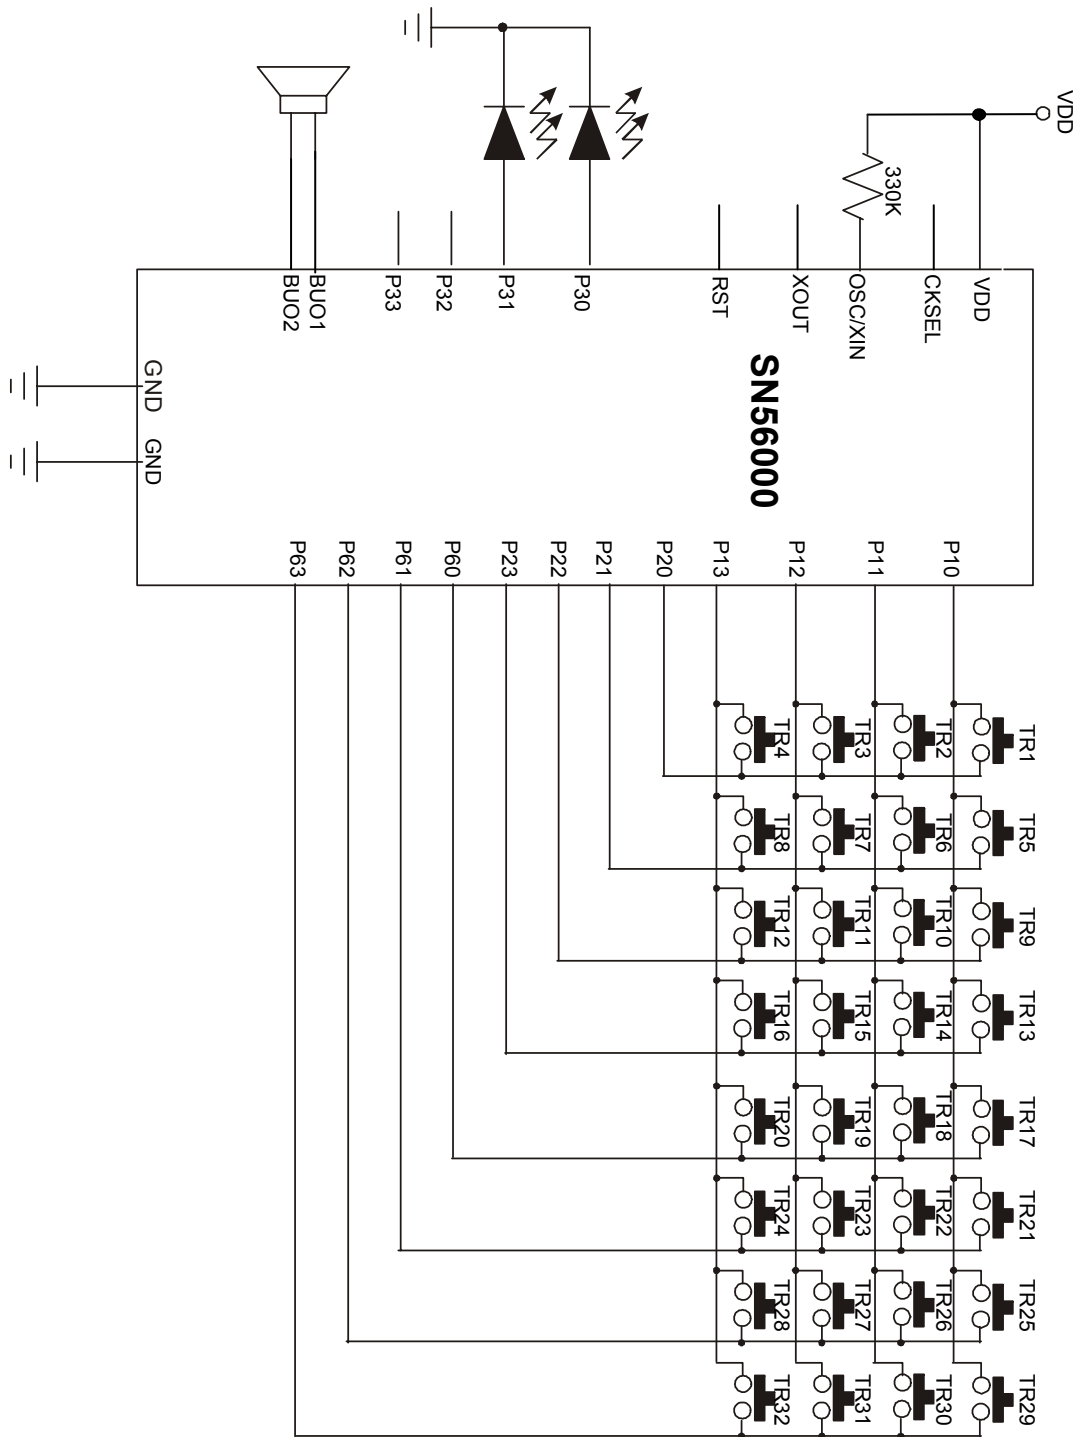 VDD
330K
VDD
CKSEL
OSC/XIN
XOUT
RST
P30
P31
P32
P33
BUO1
BUO2
GND
GND
SN56000
P10
P11
P12
P13
P20
P21
P22
P23
P60
P61
P62
P63
TR1
TR2
TR3
TR4
TR5
TR6
TR7
TR8
TR9
TR10
TR11
TR12
TR13
TR14
TR15
TR16
TR17
TR18
TR19
TR20
TR21
TR22
TR23
TR24
TR25
TR26
TR27
TR28
TR29
TR30
TR31
TR32